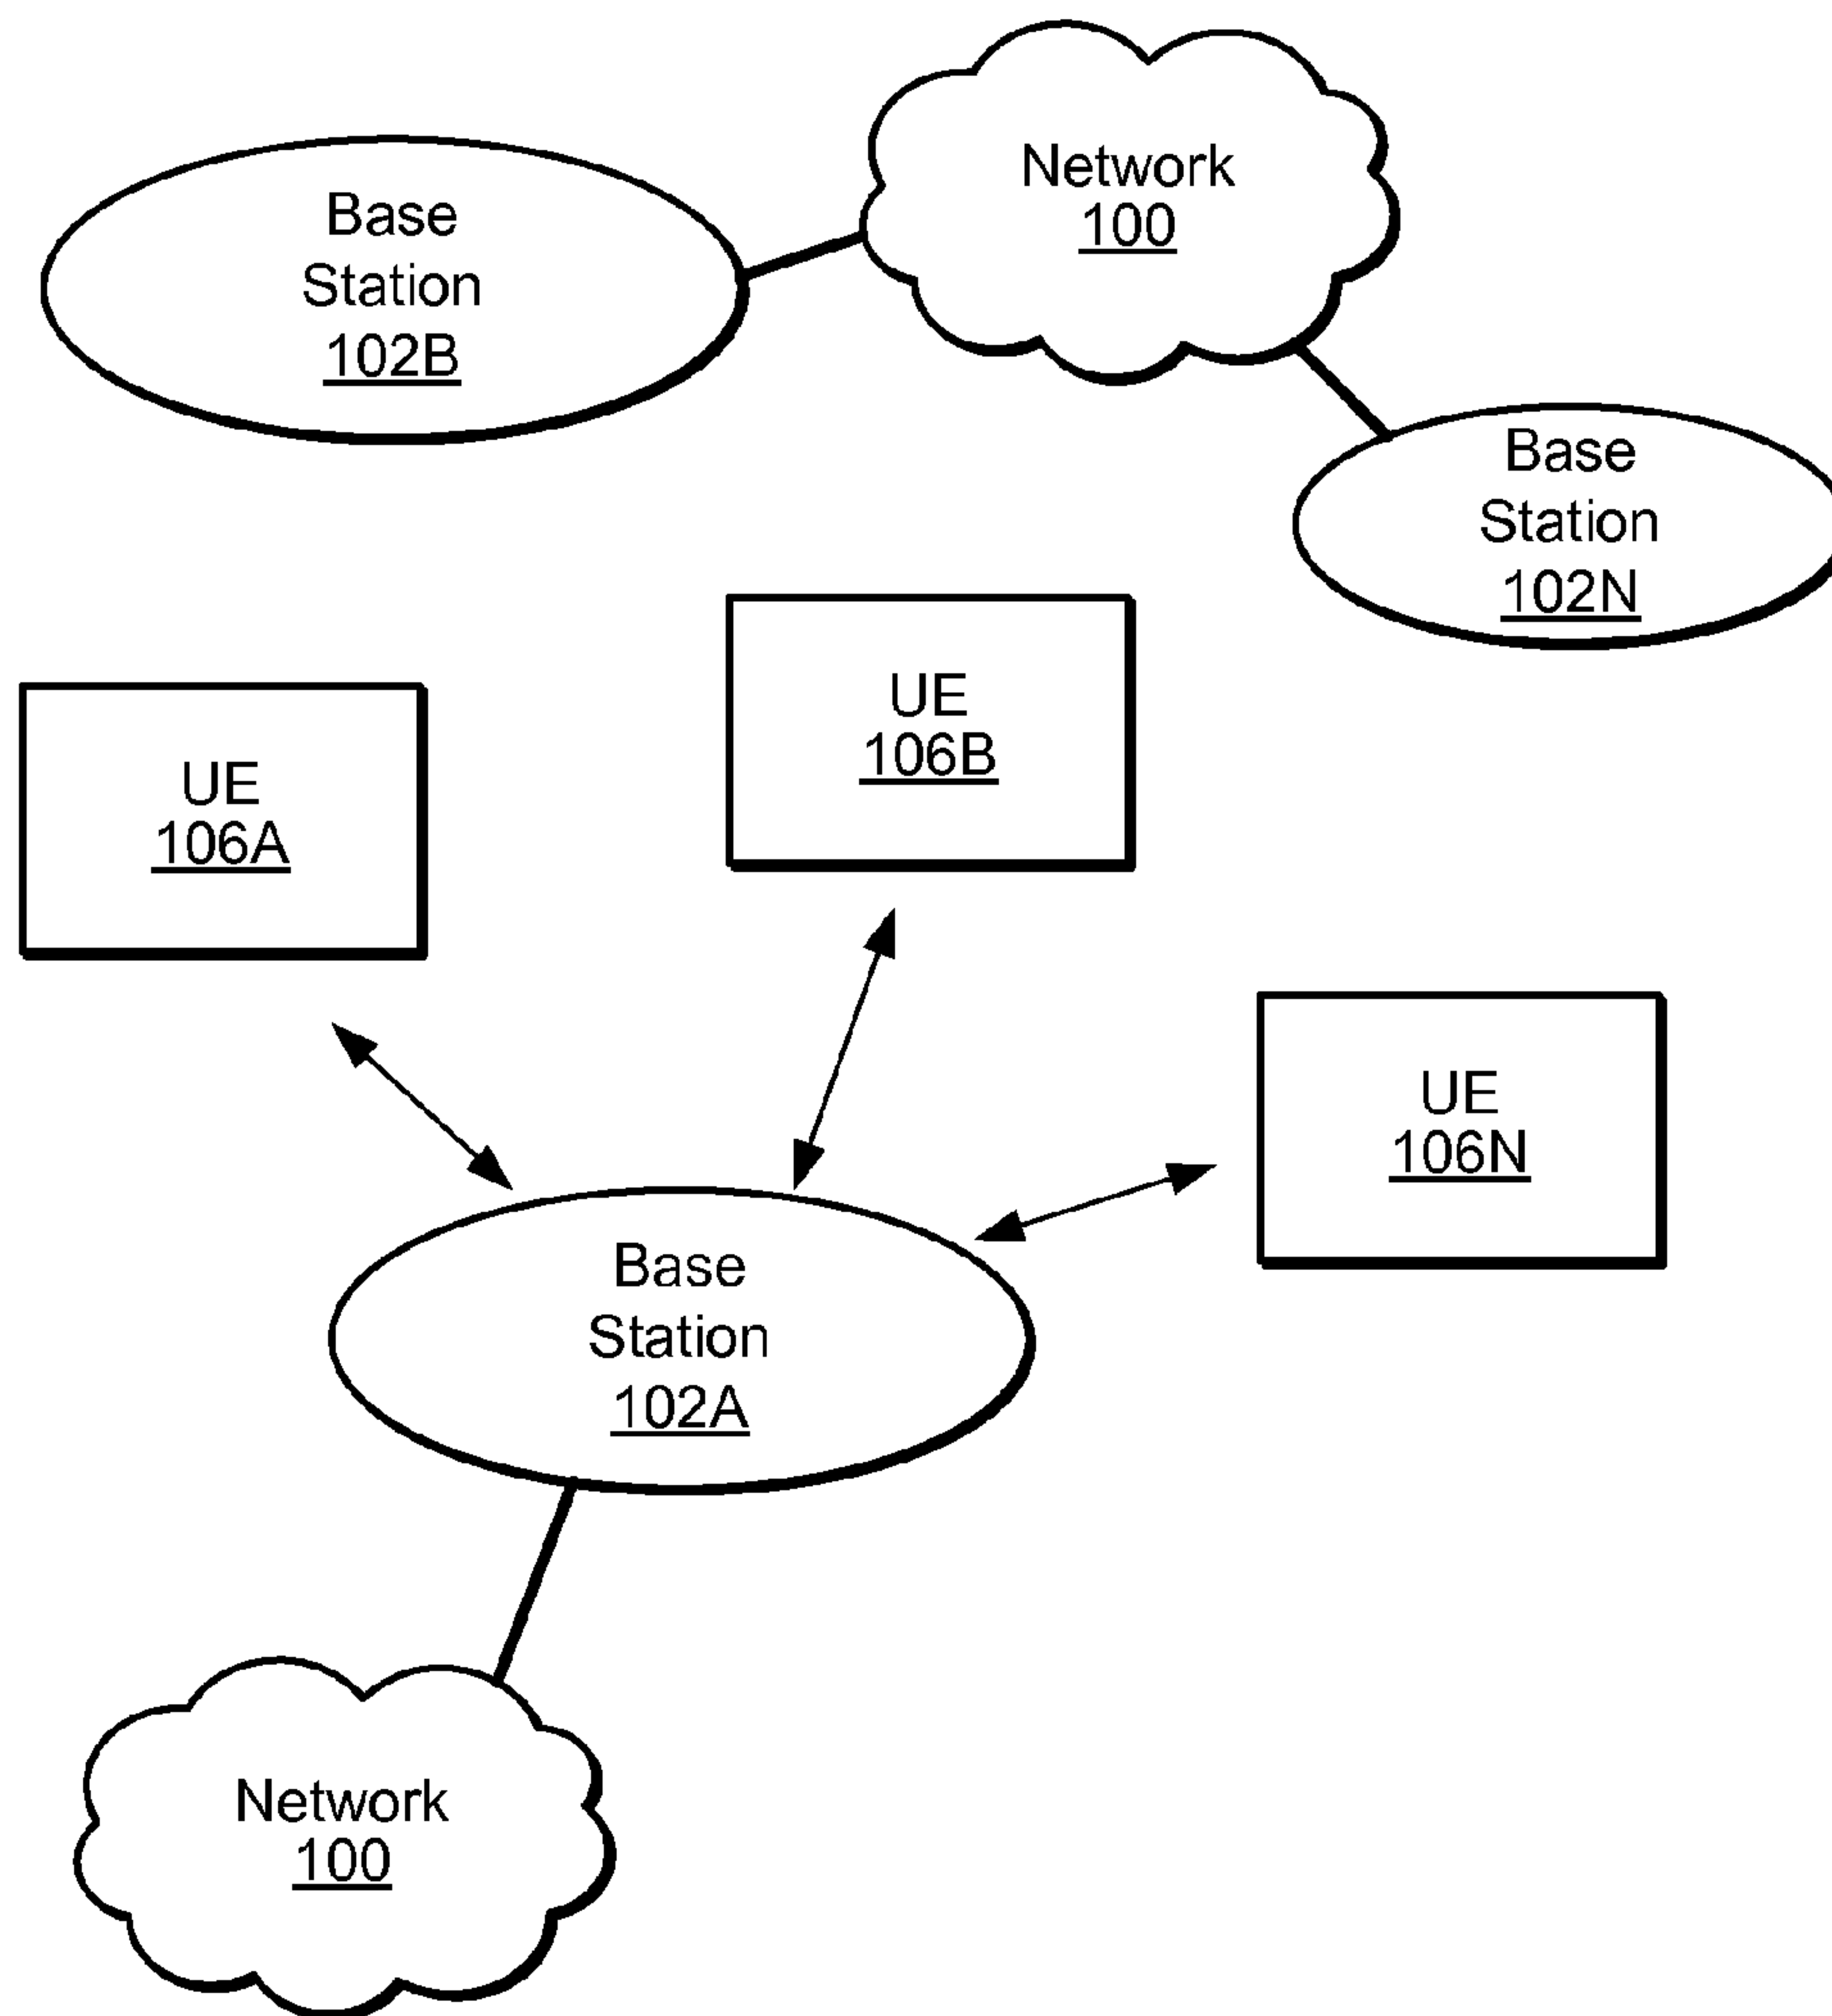 Network
100
Base
Station
102B
Base
Station
102N
UE
106B
UE
106A
UE
106N
Base
Station
102A
Network
100